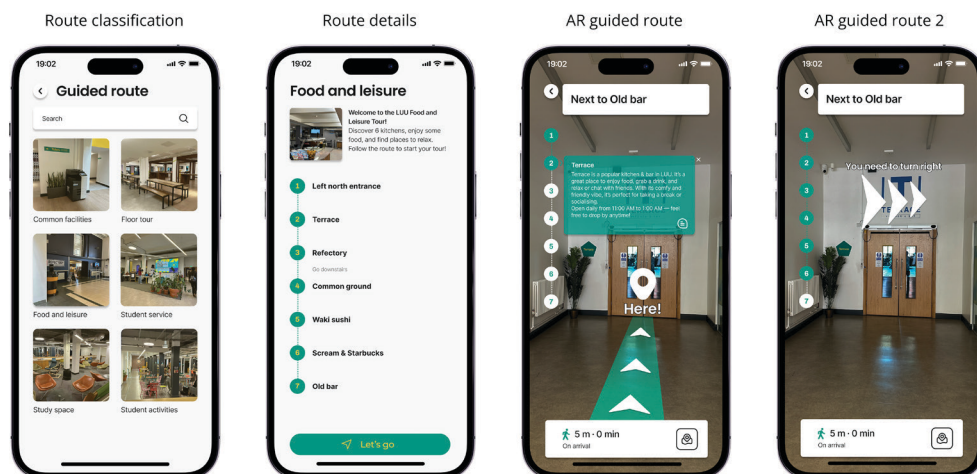 Route classification
Route details
AR guided route
AR guided route 2
19:02
Guided route
Search
Common facilities
Floor tour
Food and leisure
Student service
Study space
Student activities
19:02
Food and leisure
Welcome to the LUU Food and
Leisure Tour!
Discover 6 kitchens, enjoy some
food, and find places to relax.
Follow the route to start your tour!
1 Left north entrance
2 Terrace
3 Refectory
Go downstairs
4 Common ground
5 Waki sushi
6 Scream & Starbucks
7 Old bar
Let's go
19:02
Next to Old bar
1
2
3
4
5
6
7
Terrace
Terrace is a popular kitchen & bar in LUU. It's a
great place to enjoy food, grab a drink, and
relax or chat with friends. With its comfy and
friendly vibe, it's perfect for taking a break or
socialising.
Open daily from 11:00 AM to 1:00 AM — feel
free to drop by anytime!
Here!
5 m · 0 min
On arrival
19:02
Next to Old bar
1
2
3
4
5
6
7
You need to turn right
TERRACE
5 m · 0 min
On arrival